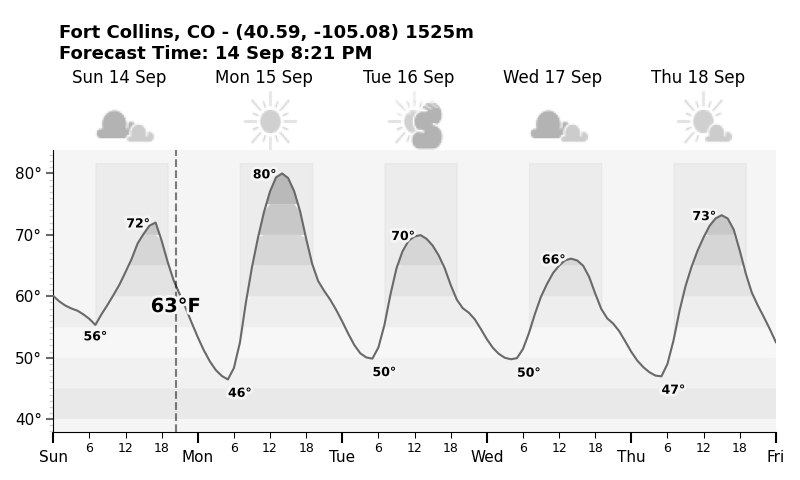 Fort Collins, CO - (40.59, -105.08) 1525m
Forecast Time: 14 Sep 8:21 PM
Sun 14 Sep Mon 15 Sep Tue 16 Sep Wed 17 Sep Thu 18 Sep
80°
70°
60°
50°
40°
72° 80° 70° 66° 73°
63°F
56° 46° 50° 50° 47°
6 12 18 6 12 18 6 12 18 6 12 18 6 12 18
Sun Mon Tue Wed Thu Fri